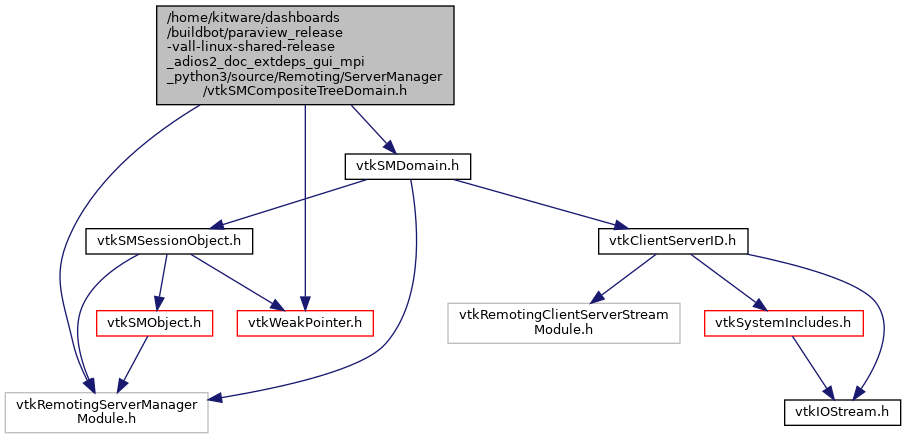 /home/kitware/dashboards
/buildbot/paraview_release
-vall-linux-shared-release
_adios2_doc_extdeps_gui_mpi
_python3/source/Remoting/ServerManager
/vtkSMCompositeTreeDomain.h
vtkSMDomain.h
vtkSMSessionObject.h
vtkClientServerID.h
vtkSMObject.h
vtkWeakPointer.h
vtkRemotingClientServerStream
Module.h
vtkSystemIncludes.h
vtkRemotingServerManager
Module.h
vtkIOStream.h